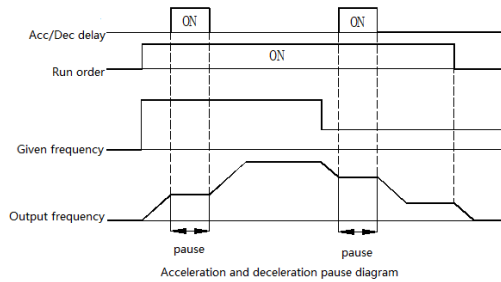 ON
ON
Acc/Dec delay
ON
Run order
Given frequency
Output frequency
pause
pause
Acceleration and deceleration pause diagram